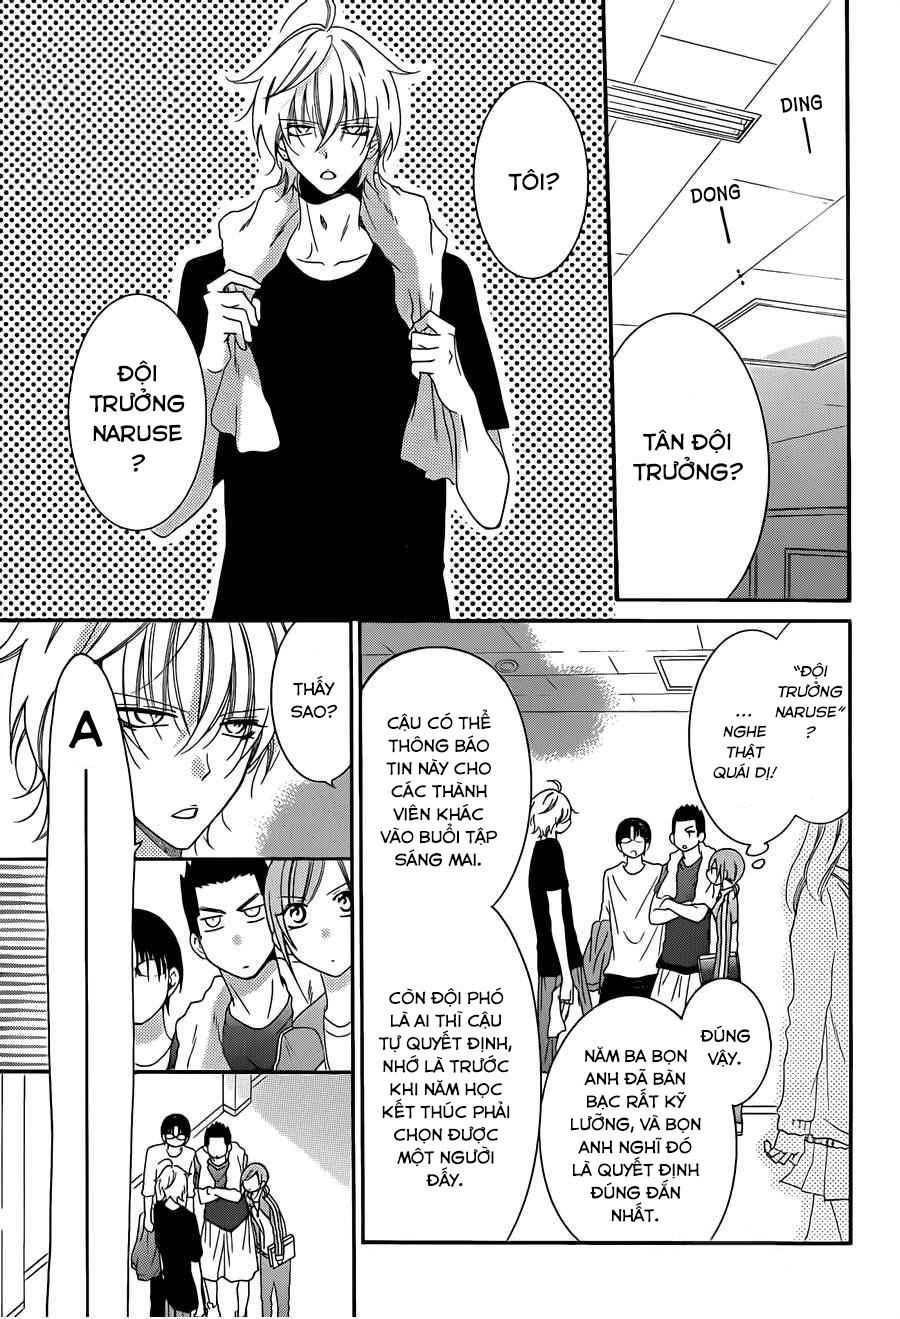 DING
DONG
TÂN ĐỘI
TRƯỞNG?
TÔI?
ĐỘI
TRƯỞNG
NARUSE
?
“ĐỘI
TRƯỞNG
NARUSE“
?
...
NGHE
THẬT
QUÁI DỊ!
ĐÚNG
VẬY.
NĂM BA BỌN
ANH ĐÃ BÀN
BẠC RẤT KỸ
LƯỠNG, VÀ BỌN
ANH NGHĨ ĐÓ
LÀ QUYẾT ĐỊNH
ĐÚNG ĐẮN
NHẤT.
CẬU CÓ THỂ
THÔNG BÁO
TIN NÀY CHO
CÁC THÀNH
VIÊN KHÁC
VÀO BUỔI TẬP
SÁNG MAI.
CÒN ĐỘI PHÓ
LÀ AI THÌ CẬU
TỰ QUYẾT ĐỊNH,
NHỚ LÀ TRƯỚC
KHI NĂM HỌC
KẾT THÚC PHẢI
CHỌN ĐƯỢC
MỘT NGƯỜI
ĐẤY.
THẤY
SAO?
A